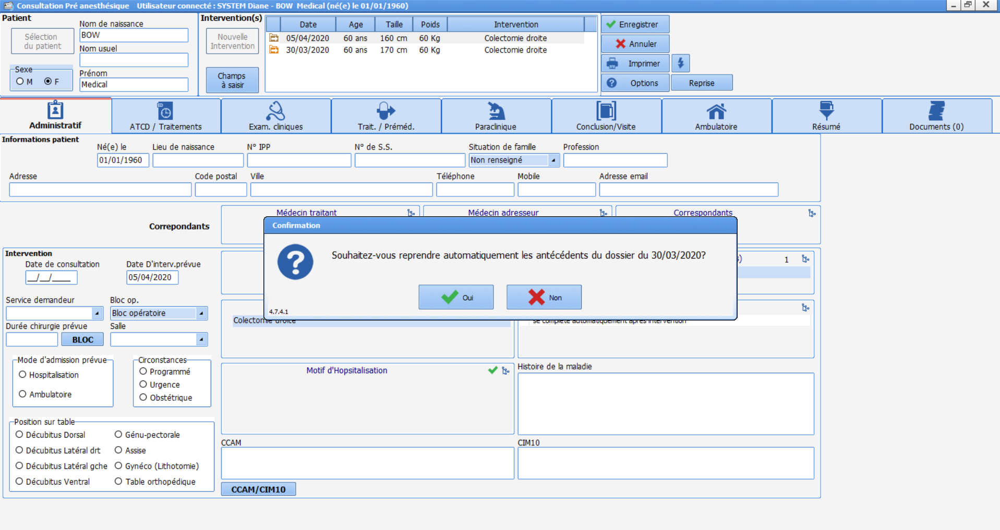 Consultation Pré anesthésique Utilisateur connecté : SYSTEM Diane - BOW Medical (né(e) le 01/01/1960)
Patient
Sélection du patient
Nom de naissance
BOW
Nom usuel
Prénom
Medical
Sexe
M F
Intervention(s)
Nouvelle Intervention
Champs à saisir
Date Age Taille Poids Intervention
05/04/2020 60 ans 160 cm 60 Kg Colectomie droite
30/03/2020 60 ans 170 cm 60 Kg Colectomie droite
Enregistrer
Annuler
Imprimer
Options Reprise
Administratif ATCD / Traitements Exam. cliniques Trait. / Préméd. Paraclinique Conclusion/Visite Ambulatoire Résumé Documents (0)
Informations patient
Né(e) le Lieu de naissance N° IPP N° de S.S. Situation de famille Profession
01/01/1960 Non renseigné
Adresse Code postal Ville Téléphone Mobile Adresse email
Médecin traitant Médecin adresseur Correspondants
Correpondants
Confirmation
Souhaitez-vous reprendre automatiquement les antécédents du dossier du 30/03/2020?
Oui Non
4.7.4.1
Intervention
Date de consultation Date D'interv.prévue
__/__/____ 05/04/2020
1
Service demandeur Bloc op.
Bloc opératoire
Durée chirurgie prévue Salle
BLOC
Colectomie droite
se complète automatiquement après intervention
Mode d'admission prévue
Hospitalisation
Ambulatoire
Circonstances
Programmé
Urgence
Obstétrique
Motif d'Hopsitalisation
Histoire de la maladie
Position sur table
Décubitus Dorsal Génu-pectorale
Décubitus Latéral drt Assise
Décubitus Latéral gche Gynéco (Lithotomie)
Décubitus Ventral Table orthopédique
CCAM CIM10
CCAM/CIM10